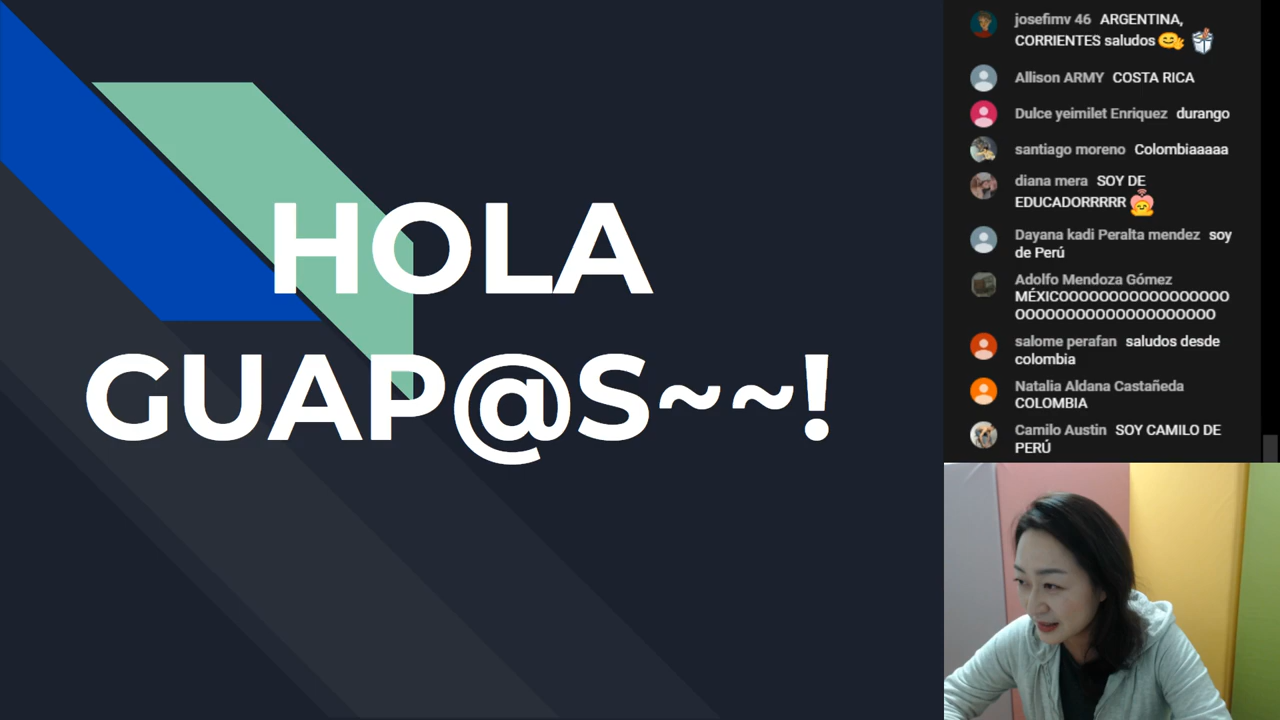 HOLA
GUAP@S~~!
josefimv 46 ARGENTINA,
CORRIENTES saludos
Allison ARMY COSTA RICA
Dulce yeimilet Enriquez durango
santiago moreno Colombiaaaaa
diana mera SOY DE
EDUCADORRRRR
Dayana kadi Peralta mendez soy
de Perú
Adolfo Mendoza Gómez
MÉXICOOOOOOOOOOOOOOOOO
OOOOOOOOOOOOOOOOOOOO
salome perafan saludos desde
colombia
Natalia Aldana Castañeda
COLOMBIA
Camilo Austin SOY CAMILO DE
PERÚ